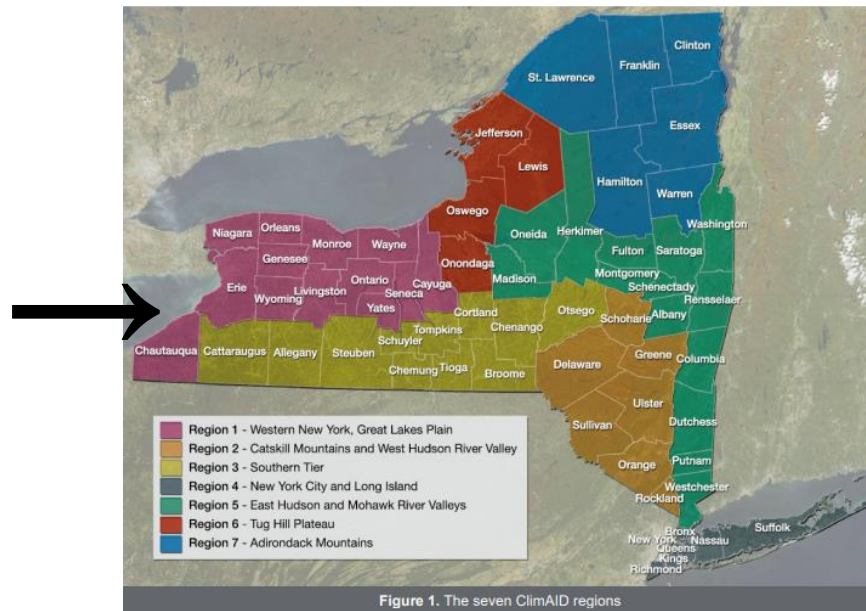 Clinton
Franklin
St. Lawrence
Essex
Jefferson
Lewis
Hamilton
Warren
Oswego
Washington
Niagara
Orleans
Monroe
Wayne
Oneida
Herkimer
Fulton
Saratoga
Genesee
Onondaga
Madison
Montgomery
Schenectady
Erie
Wyoming
Livingston
Ontario
Seneca
Cayuga
Yates
Rensselaer
Cortland
Otsego
Schoharie
Albany
Chautauqua
Cattaraugus
Allegany
Steuben
Schuyler
Tompkins
Chenango
Chemung
Tioga
Broome
Delaware
Greene
Columbia
Ulster
Sullivan
Dutchess
Orange
Putnam
Westchester
Rockland
Bronx
New York
Queens
Kings
Richmond
Nassau
Suffolk
Region 1 - Western New York, Great Lakes Plain
Region 2 - Catskill Mountains and West Hudson River Valley
Region 3 - Southern Tier
Region 4 - New York City and Long Island
Region 5 - East Hudson and Mohawk River Valleys
Region 6 - Tug Hill Plateau
Region 7 - Adirondack Mountains
Figure 1. The seven ClimAID regions